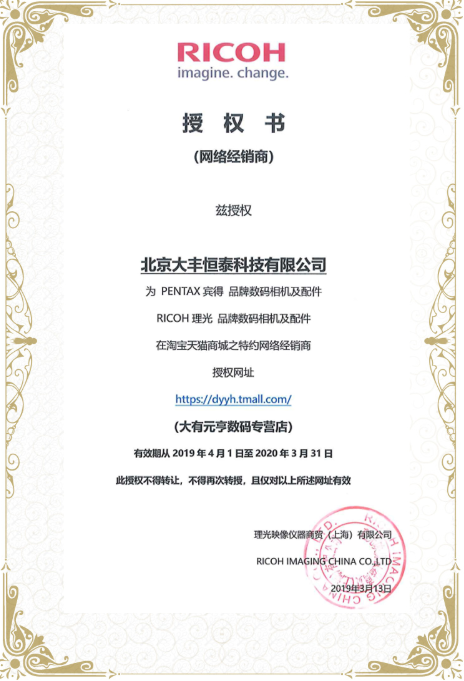 RICOH
imagine. change.
授 权 书
(网络经销商)
兹授权
北京大丰恒泰科技有限公司
为 PENTAX 宾得 品牌数码相机及配件
RICOH 理光 品牌数码相机及配件
在淘宝天猫商城之特约网络经销商
授权网址
https://dyyh.tmall.com/
(大有元亨数码专营店)
有效期从 2019 年 4 月 1 日至 2020 年 3 月 31 日
此授权不得转让，不得再次转授，且仅对以上所述网址有效
理光映像仪器商贸（上海）有限公司
RICOH IMAGING CHINA CO.,LTD
2019年3月13日
RICOH IMAGING CHINA CO., LTD.